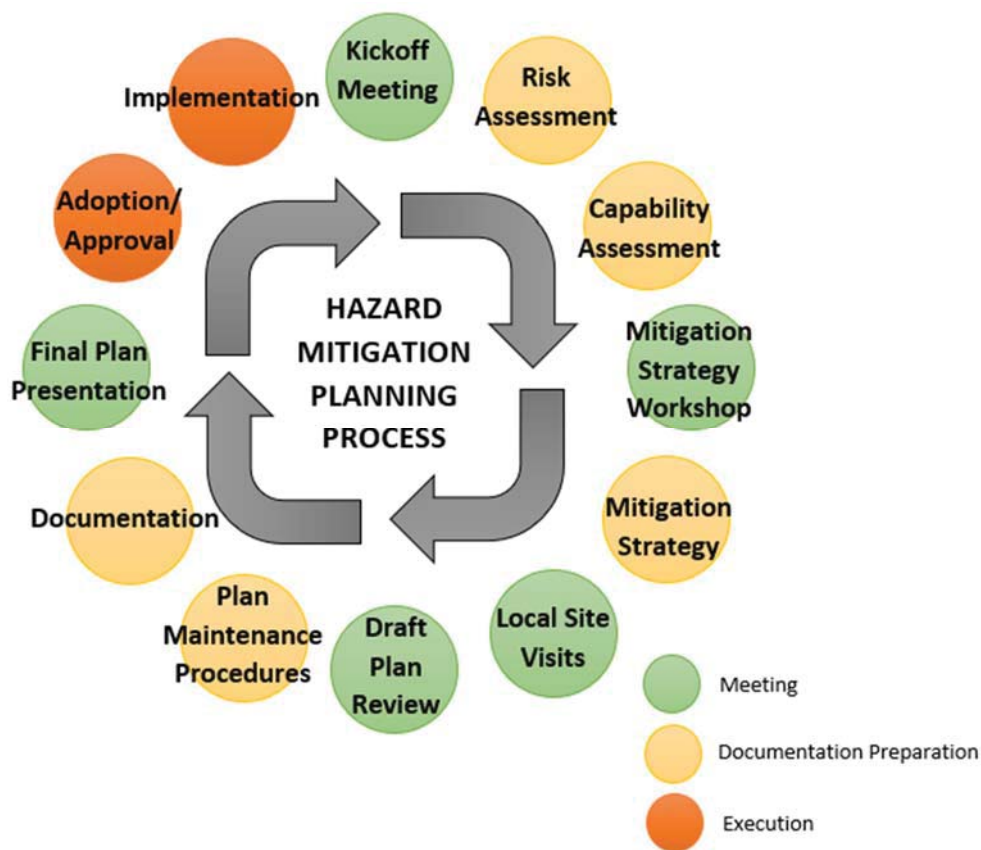 Kickoff
Meeting
Risk
Assessment
Capability
Assessment
Mitigation
Strategy
Workshop
Mitigation
Strategy
Local Site
Visits
Draft
Plan
Review
Plan
Maintenance
Procedures
Documentation
Final Plan
Presentation
Adoption/
Approval
Implementation
HAZARD
MITIGATION
PLANNING
PROCESS
Meeting
Documentation Preparation
Execution